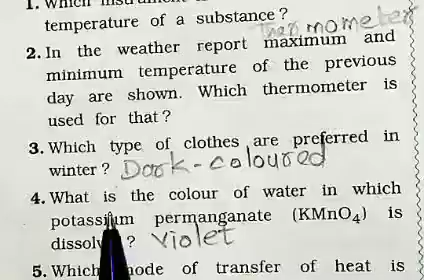 1. Which
temperature of a substance ? Thermometer
2. In the weather report maximum and
minimum temperature of the previous
day are shown. Which thermometer is
used for that ?
3. Which type of clothes are preferred in
winter ? Dark-coloured
4. What is the colour of water in which
potassium permanganate (KMnO₄) is
dissol ? Violet
5. Which mode of transfer of heat is